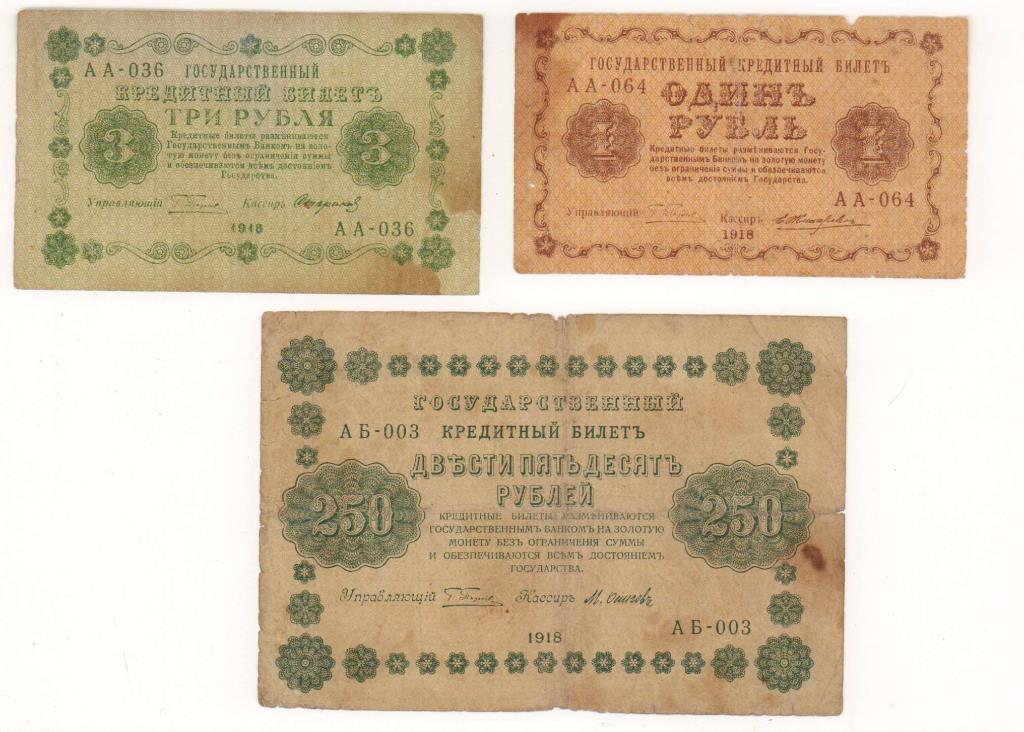 АА-036 ГОСУДАРСТВЕННЫЙ
КРЕДИТНЫЙ БИЛЕТЪ
ТРИ РУБЛЯ
3 3
Кредитные билеты размѣниваются
Государственнымъ Банкомъ на золо-
тую монету безъ ограниченія суммы
и обезпечиваются всѣмъ достояніемъ
Государства.
Управляющій Кассиръ
1918 АА-036
ГОСУДАРСТВЕННЫЙ КРЕДИТНЫЙ БИЛЕТЪ
АА-064 ОДИНЪ
РУБЛЬ
1 1
Кредитные билеты размѣниваются Госу-
дарственнымъ Банкомъ на золотую монету
безъ ограниченія суммы и обезпечиваются
всѣмъ достояніемъ Государства.
АА-064
Управляющій Кассиръ
1918
ГОСУДАРСТВЕННЫЙ
АБ-003 КРЕДИТНЫЙ БИЛЕТЪ
ДВѢСТИ ПЯТЬДЕСЯТЪ
РУБЛЕЙ
250 250
КРЕДИТНЫЕ БИЛЕТЫ РАЗМѢНИВАЮТСЯ
ГОСУДАРСТВЕННЫМЪ БАНКОМЪ НА ЗОЛОТУЮ
МОНЕТУ БЕЗЪ ОГРАНИЧЕНІЯ СУММЫ
И ОБЕЗПЕЧИВАЮТСЯ ВСѢМЪ ДОСТОЯНІЕМЪ
ГОСУДАРСТВА.
Управляющій Кассиръ М. Осиповъ
1918 АБ-003